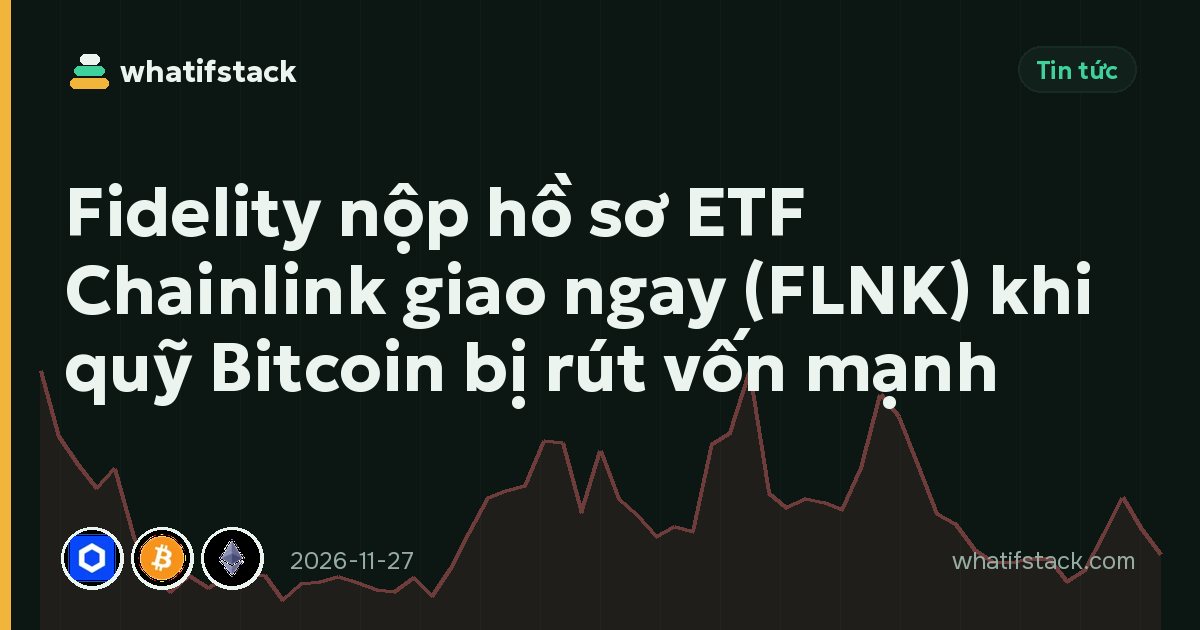 whatifstack
Tin tức
Fidelity nộp hồ sơ ETF
Chainlink giao ngay (FLNK) khi
quỹ Bitcoin bị rút vốn mạnh
2026-11-27
whatifstack.com